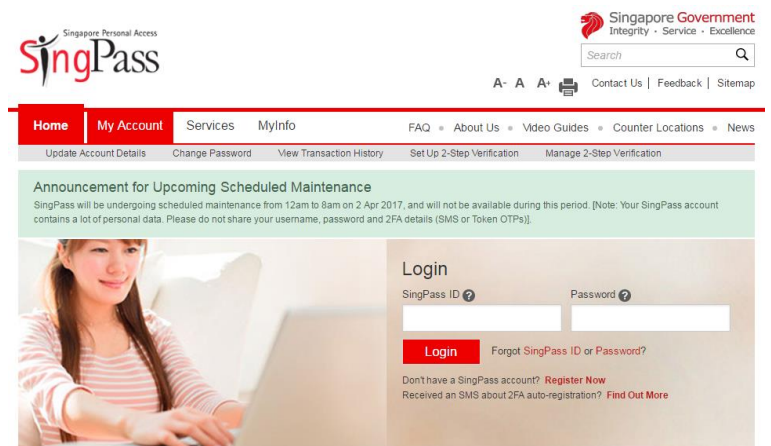 Singapore Personal Access
SingPass
Singapore Government
Integrity · Service · Excellence
Search
A- A A+ Contact Us | Feedback | Sitemap
Home My Account Services MyInfo FAQ About Us Video Guides Counter Locations News
Update Account Details Change Password View Transaction History Set Up 2-Step Verification Manage 2-Step Verification
Announcement for Upcoming Scheduled Maintenance
SingPass will be undergoing scheduled maintenance from 12am to 8am on 2 Apr 2017, and will not be available during this period. [Note: Your SingPass account
contains a lot of personal data. Please do not share your username, password and 2FA details (SMS or Token OTPs)].
Login
SingPass ID ? Password ?
Login Forgot SingPass ID or Password?
Don't have a SingPass account? Register Now
Received an SMS about 2FA auto-registration? Find Out More